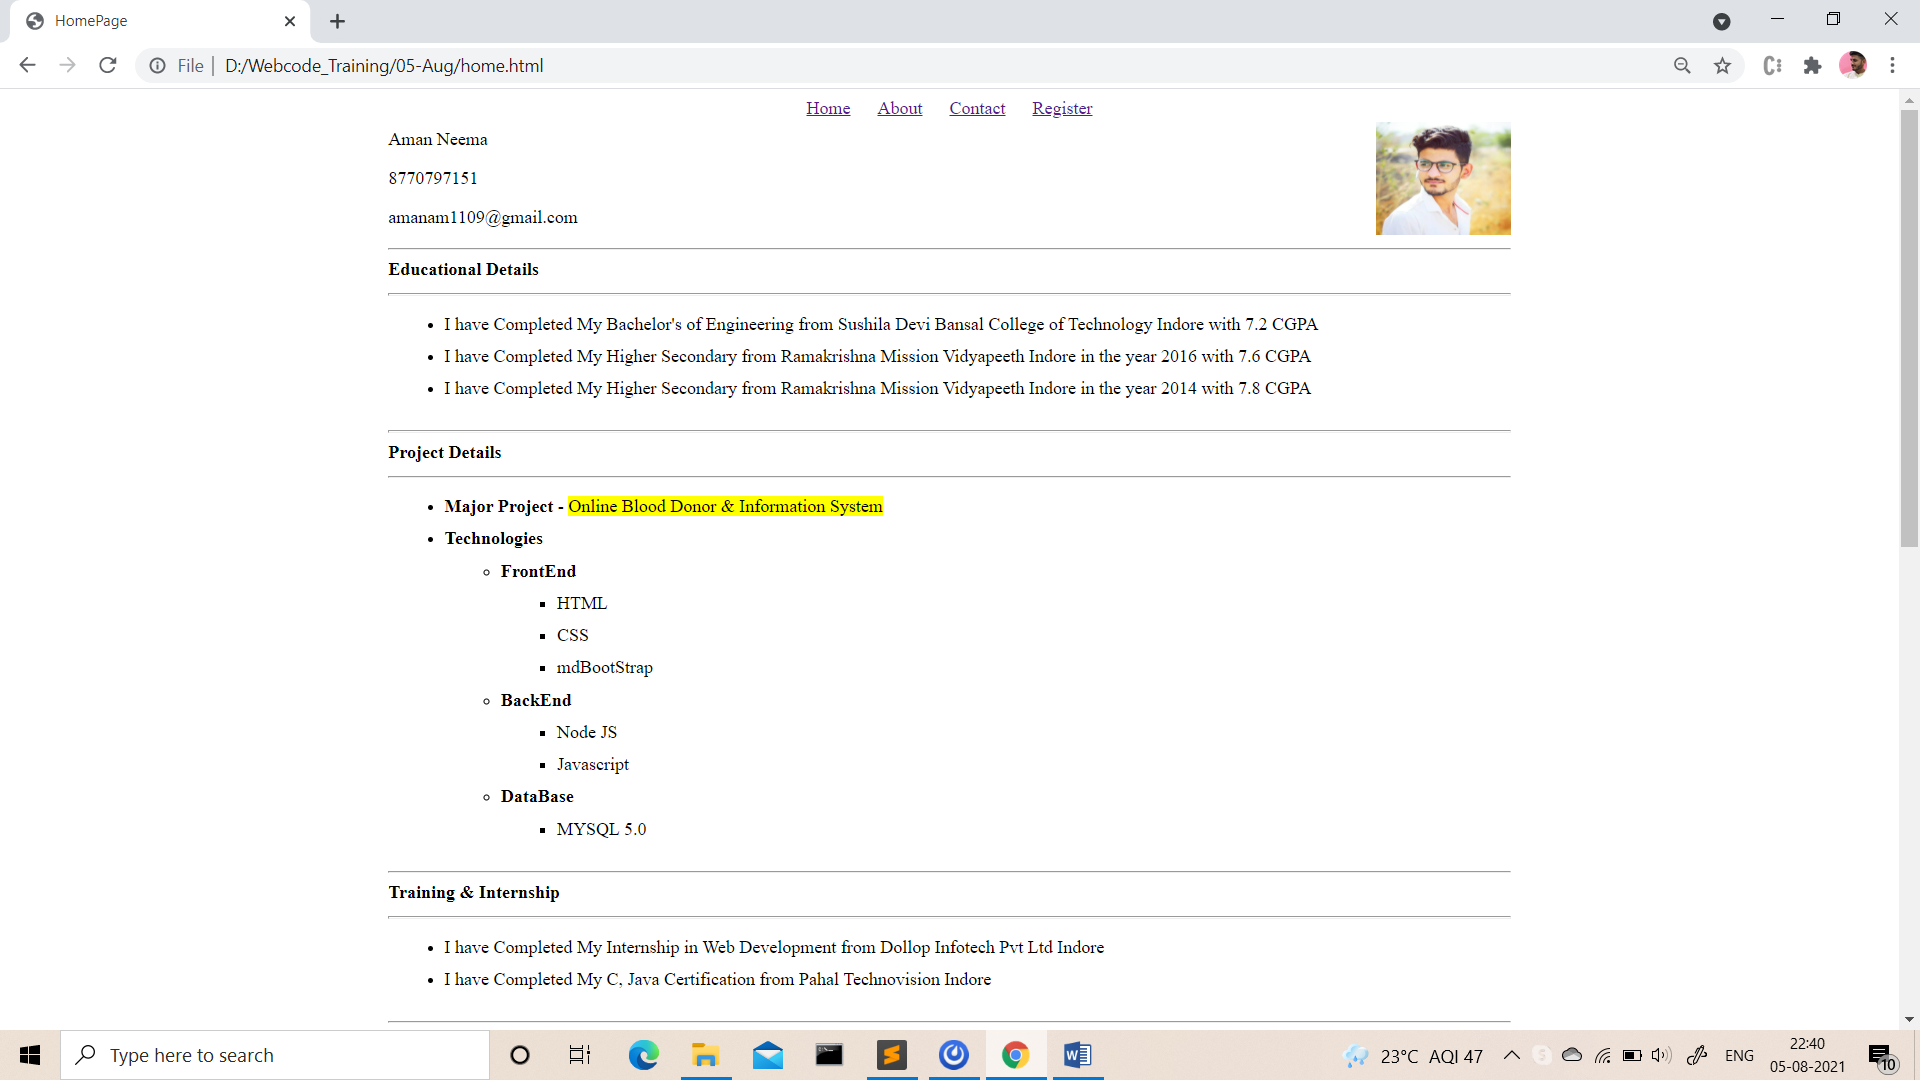 HomePage
File | D:/Webcode_Training/05-Aug/home.html
Home About Contact Register
Aman Neema
8770797151
amanam1109@gmail.com
Educational Details
I have Completed My Bachelor's of Engineering from Sushila Devi Bansal College of Technology Indore with 7.2 CGPA
I have Completed My Higher Secondary from Ramakrishna Mission Vidyapeeth Indore in the year 2016 with 7.6 CGPA
I have Completed My Higher Secondary from Ramakrishna Mission Vidyapeeth Indore in the year 2014 with 7.8 CGPA
Project Details
Major Project - Online Blood Donor & Information System
Technologies
FrontEnd
HTML
CSS
mdBootStrap
BackEnd
Node JS
Javascript
DataBase
MYSQL 5.0
Training & Internship
I have Completed My Internship in Web Development from Dollop Infotech Pvt Ltd Indore
I have Completed My C, Java Certification from Pahal Technovision Indore
Type here to search
23°C AQI 47
ENG
22:40
05-08-2021
10